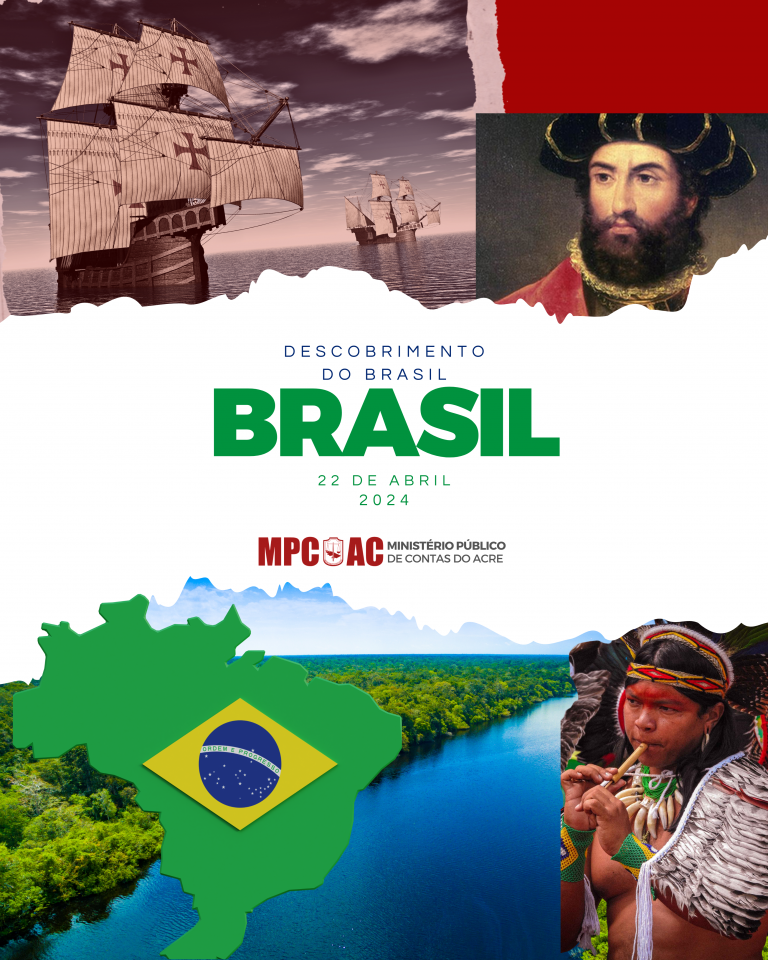 DESCOBRIMENTO
DO BRASIL
BRASIL
22 DE ABRIL
2024
MPC AC MINISTÉRIO PÚBLICO
DE CONTAS DO ACRE
ORDEM E PROGRESSO